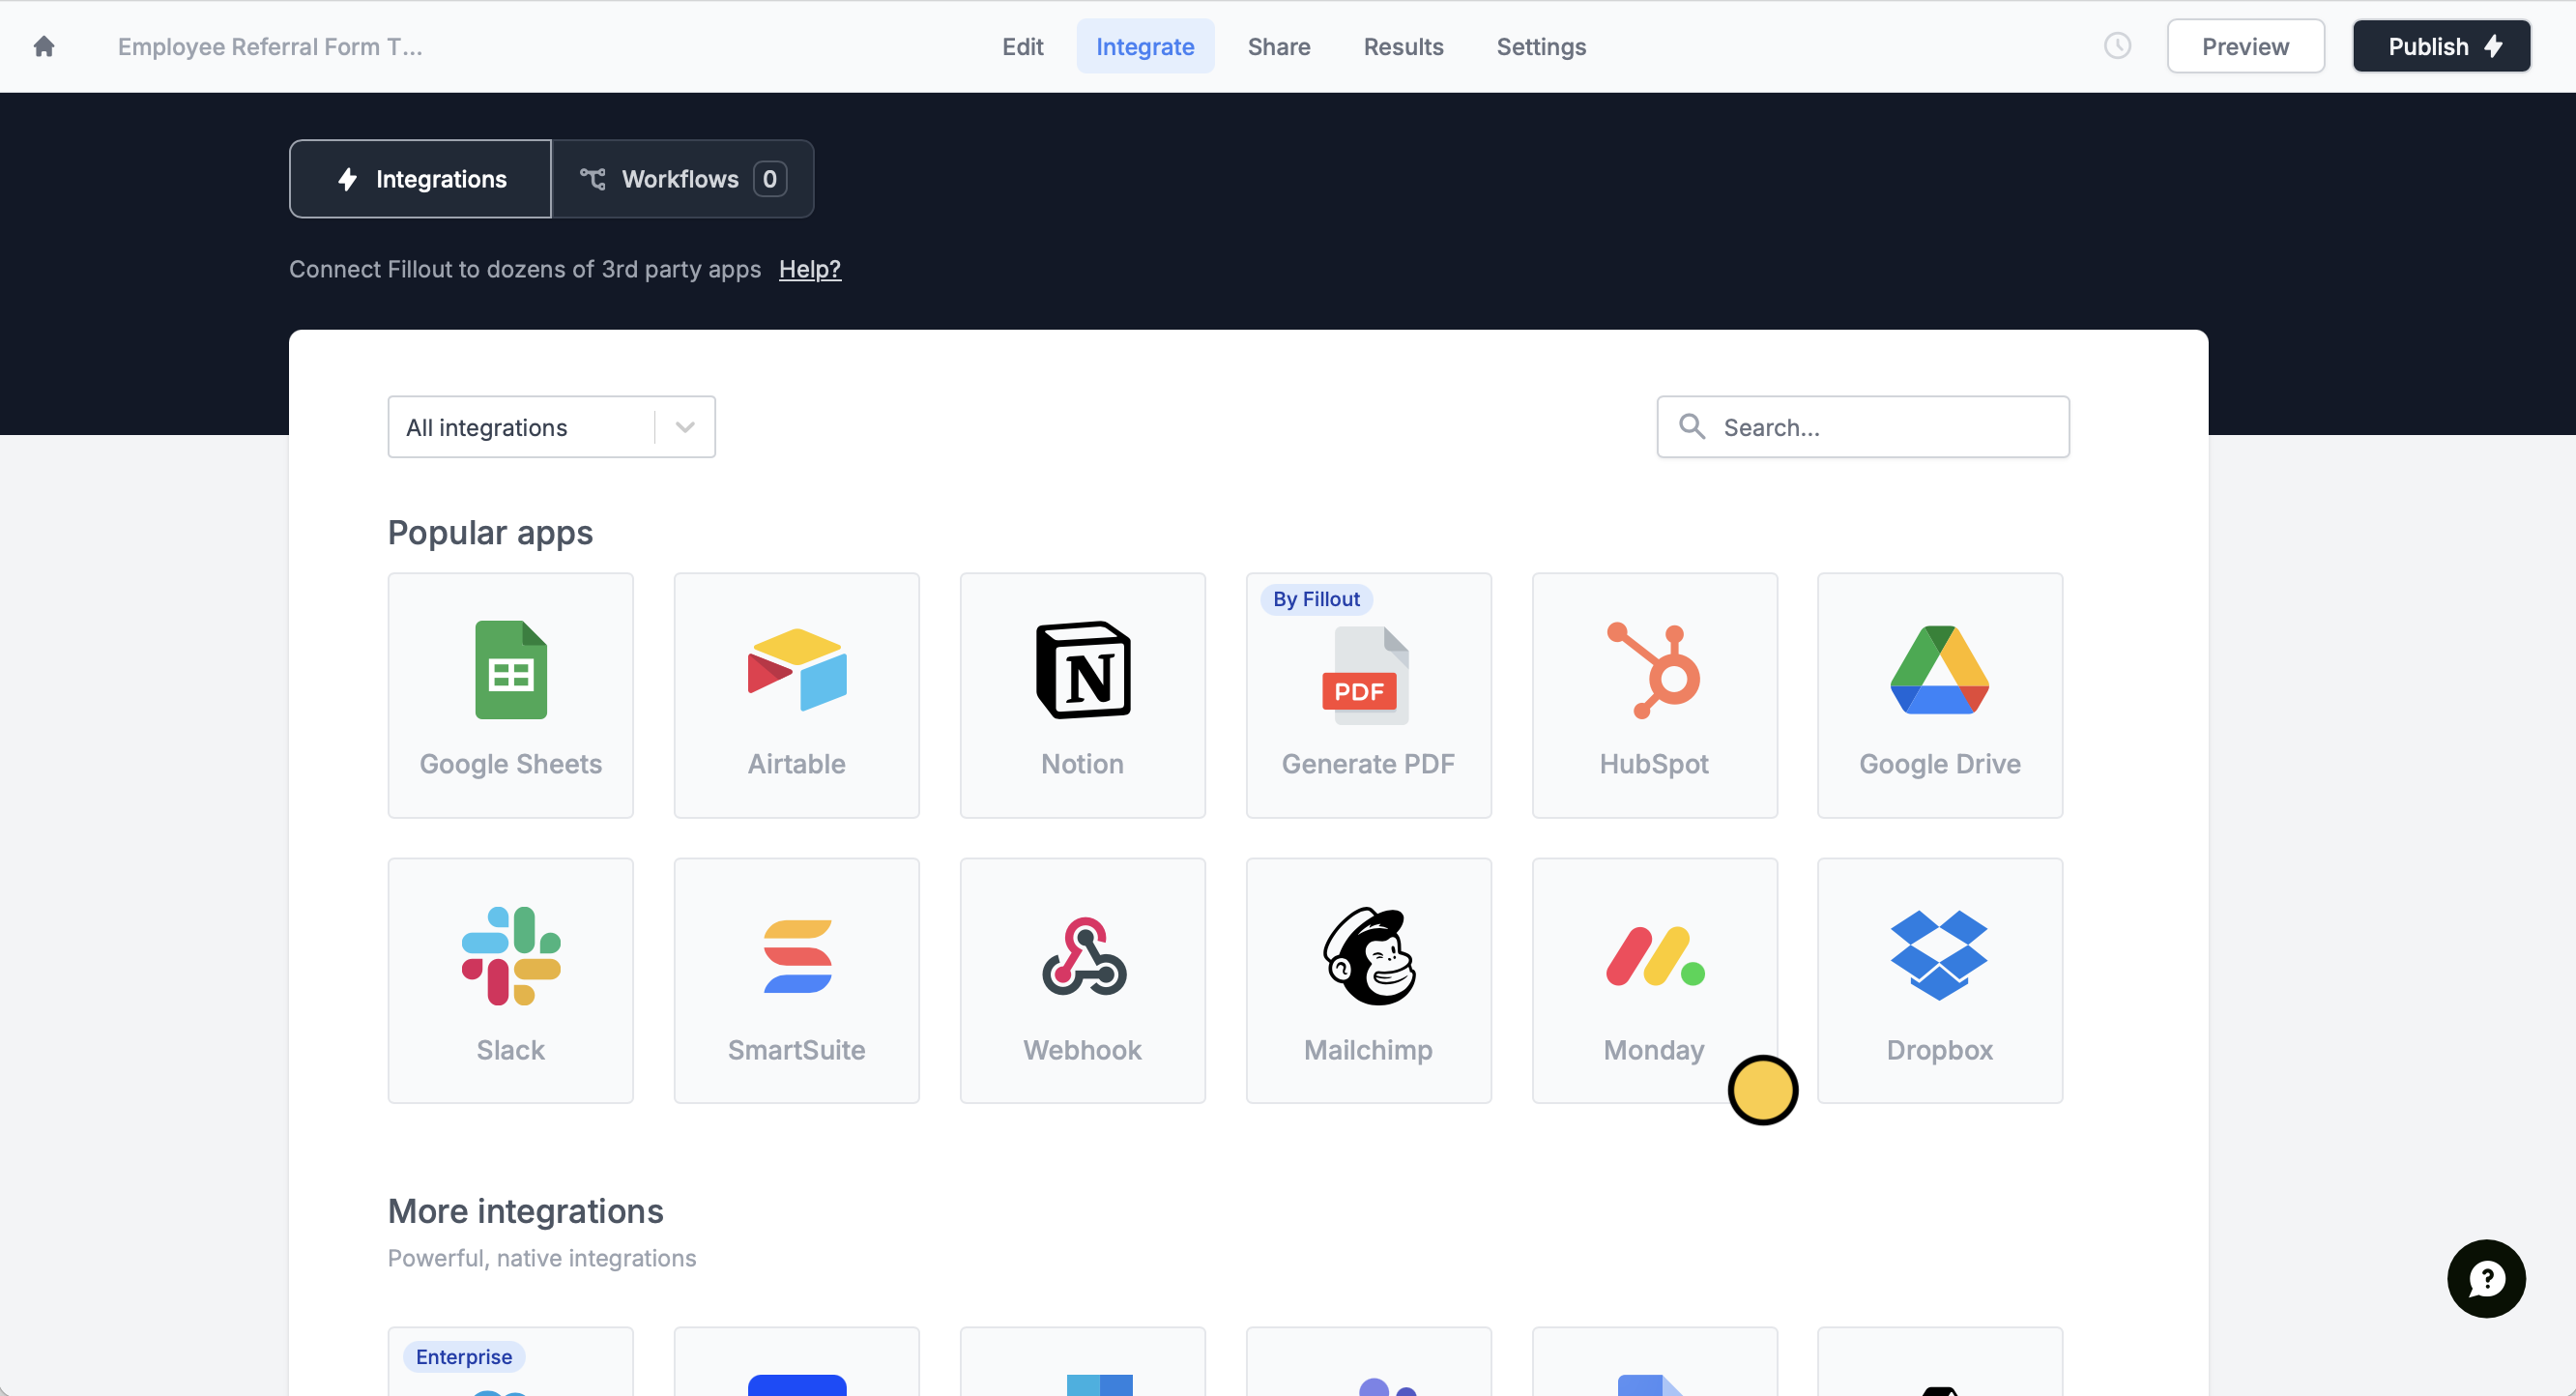 Employee Referral Form T...
Edit
Integrate
Share
Results
Settings
Preview
Publish
Integrations
Workflows 0
Connect Fillout to dozens of 3rd party apps Help?
All integrations
Search...
Popular apps
By Fillout
N
PDF
Google Sheets
Airtable
Notion
Generate PDF
HubSpot
Google Drive
Slack
SmartSuite
Webhook
Mailchimp
Monday
Dropbox
More integrations
Powerful, native integrations
Enterprise
?